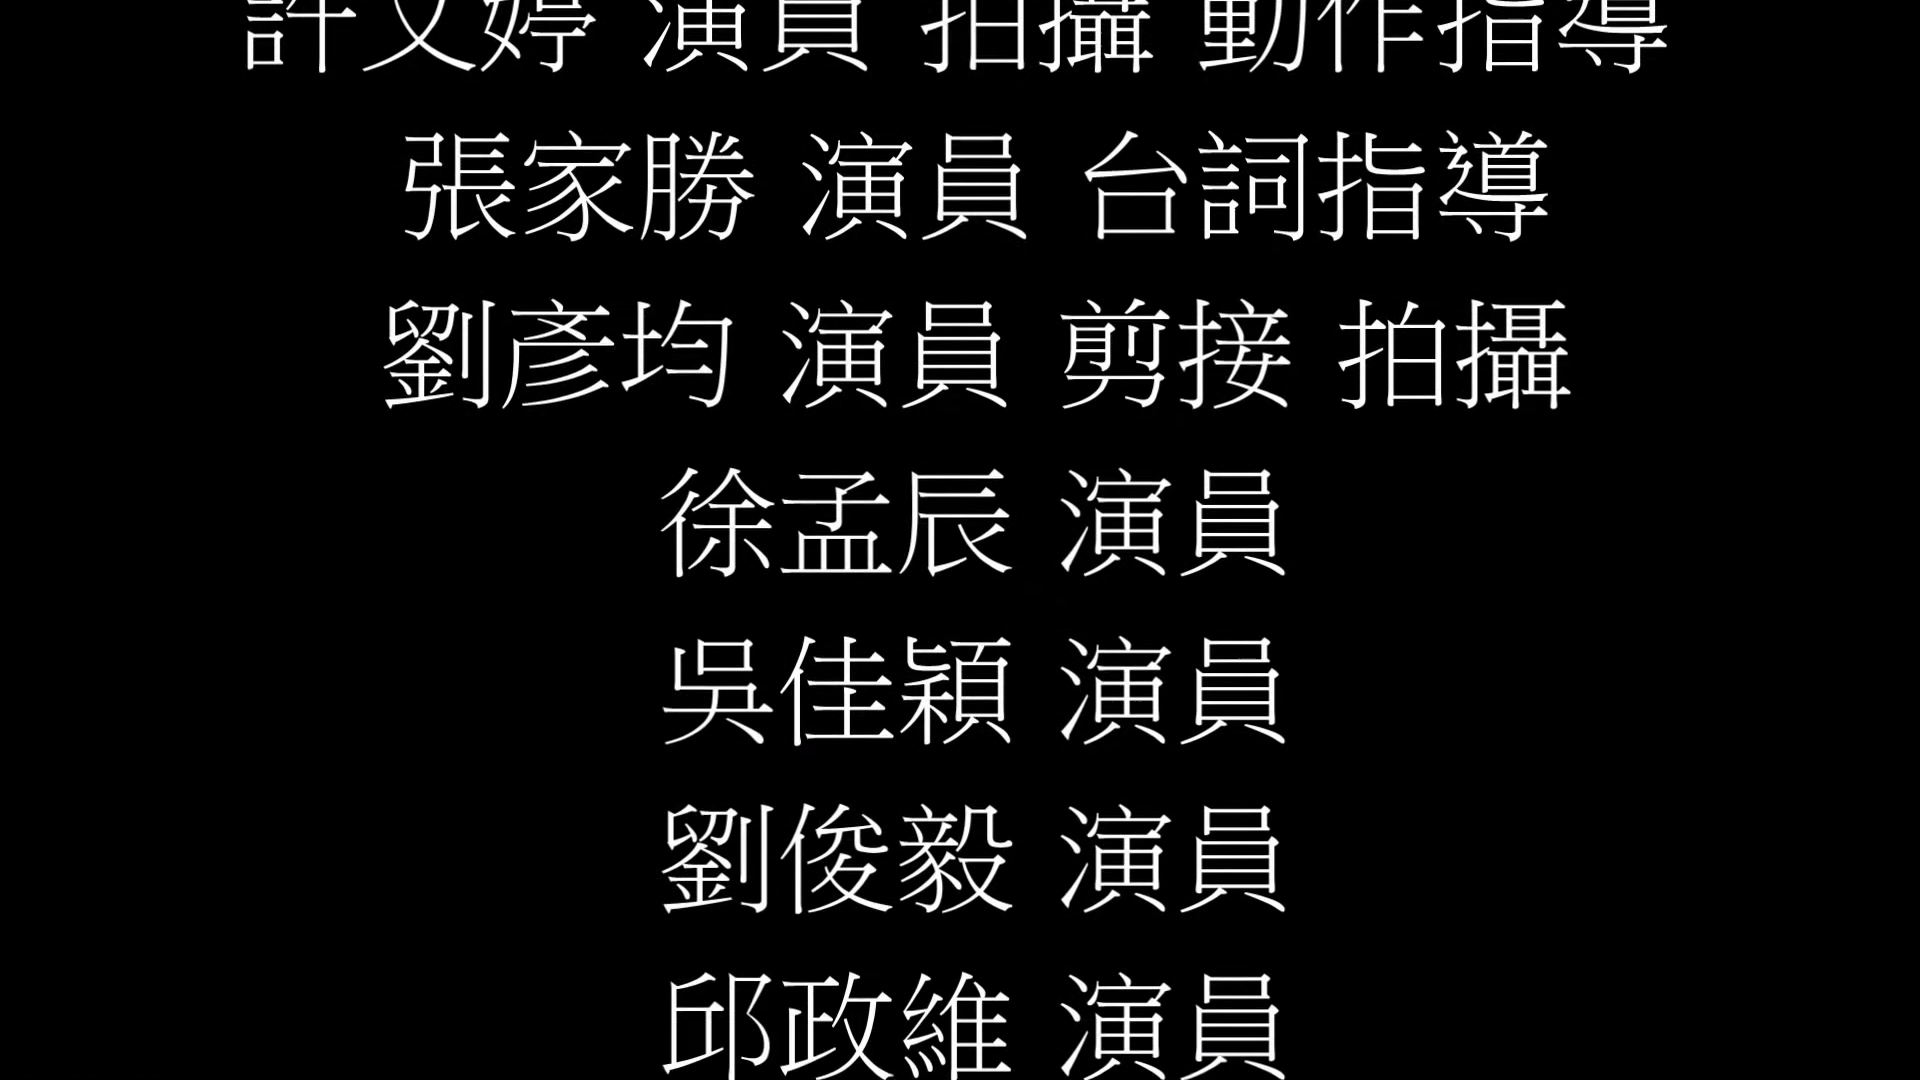 許文婷 演員 拍攝 動作指導
張家勝 演員 台詞指導
劉彥均 演員 剪接 拍攝
徐孟辰 演員
吳佳穎 演員
劉俊毅 演員
邱政維 演員